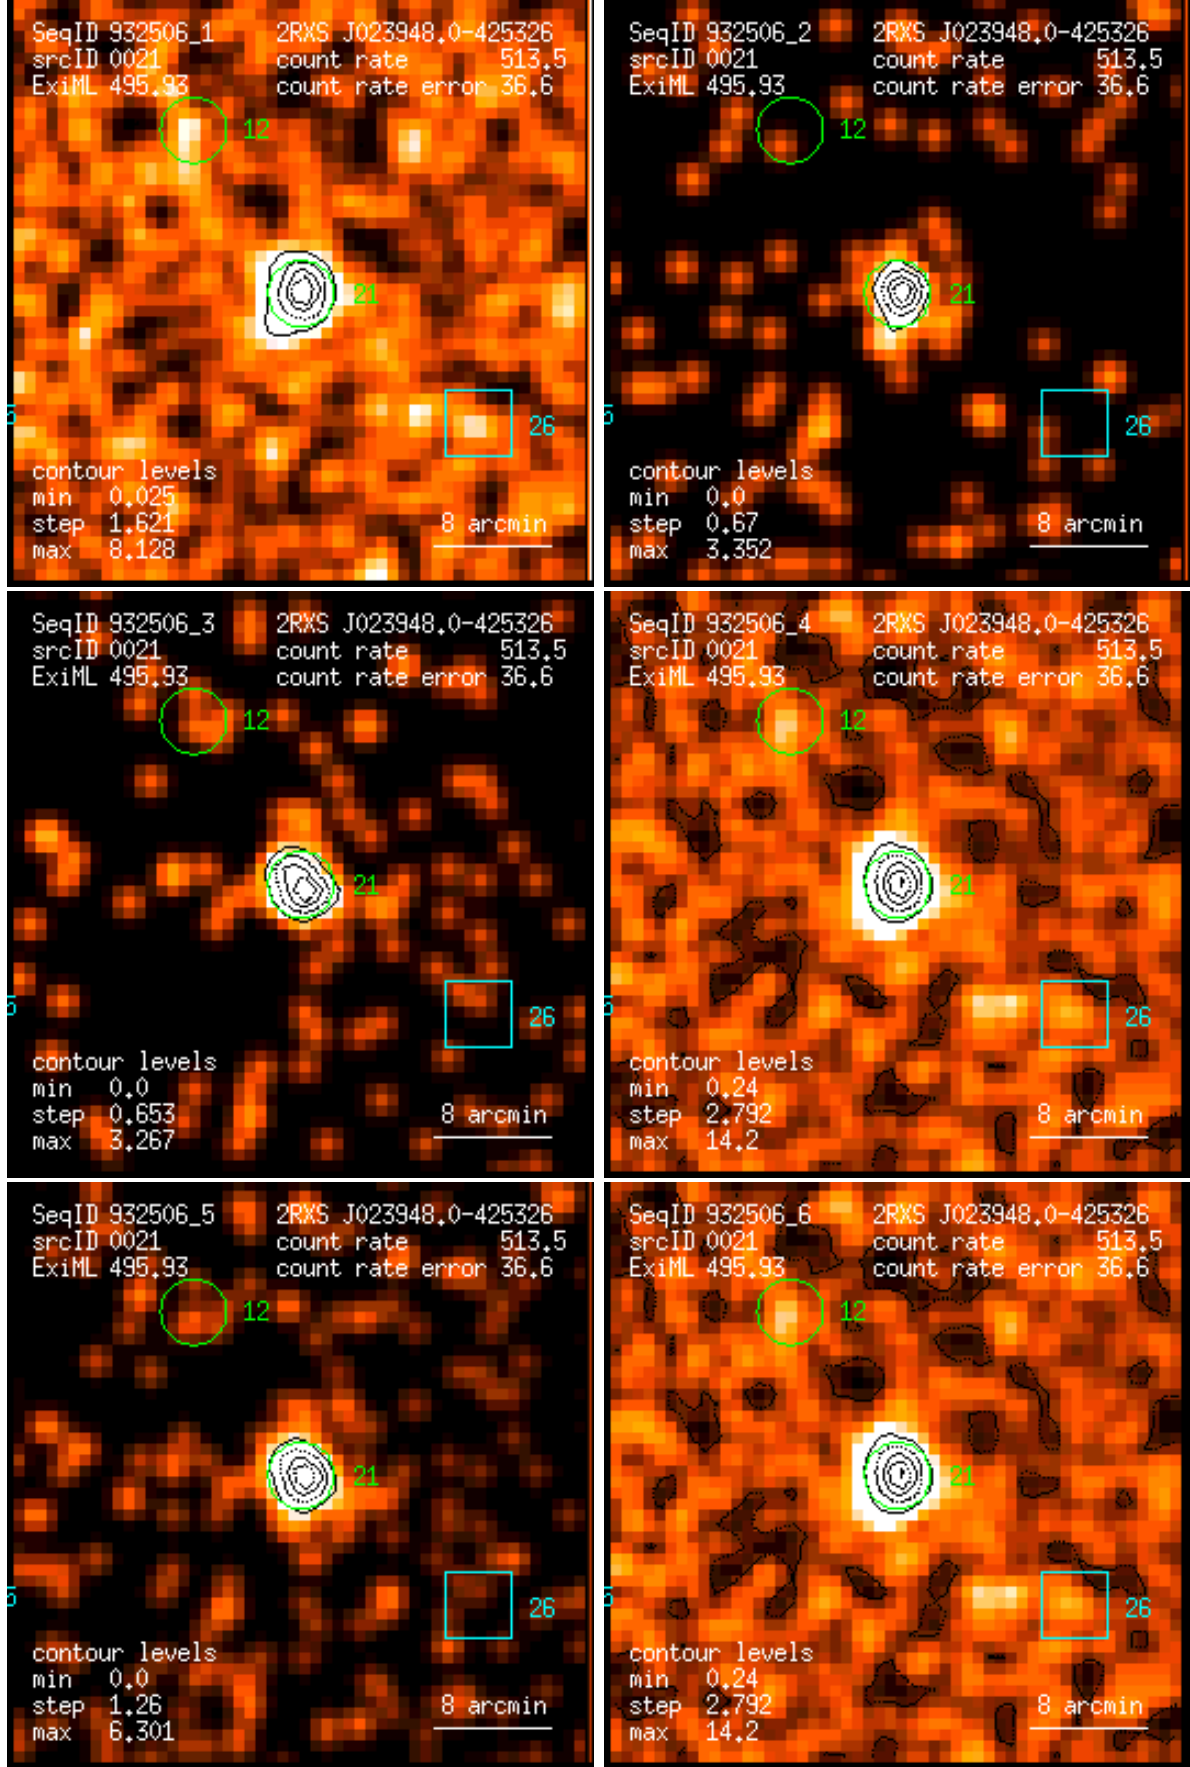 SeqID 932506_1 2RXS J023948.0-425326
srcID 0021 count rate 513.5
ExiML 495.93 count rate error 36.6
12
21
26
contour levels
min 0.025
step 1.621 8 arcmin
max 8.128
SeqID 932506_2 2RXS J023948.0-425326
srcID 0021 count rate 513.5
ExiML 495.93 count rate error 36.6
12
21
26
contour levels
min 0.0
step 0.67 8 arcmin
max 3.352
SeqID 932506_3 2RXS J023948.0-425326
srcID 0021 count rate 513.5
ExiML 495.93 count rate error 36.6
12
21
26
contour levels
min 0.0
step 0.653 8 arcmin
max 3.267
SeqID 932506_4 2RXS J023948.0-425326
srcID 0021 count rate 513.5
ExiML 495.93 count rate error 36.6
12
21
26
contour levels
min 0.24
step 2.792 8 arcmin
max 14.2
SeqID 932506_5 2RXS J023948.0-425326
srcID 0021 count rate 513.5
ExiML 495.93 count rate error 36.6
12
21
26
contour levels
min 0.0
step 1.26 8 arcmin
max 6.301
SeqID 932506_6 2RXS J023948.0-425326
srcID 0021 count rate 513.5
ExiML 495.93 count rate error 36.6
12
21
26
contour levels
min 0.24
step 2.792 8 arcmin
max 14.2